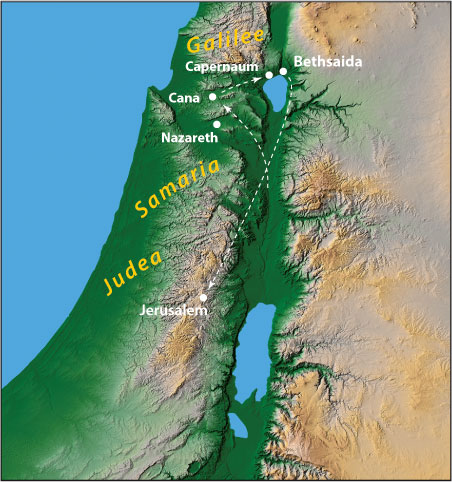 Galilee
Bethsaida
Capernaum
Cana
Nazareth
Samaria
Judea
Jerusalem